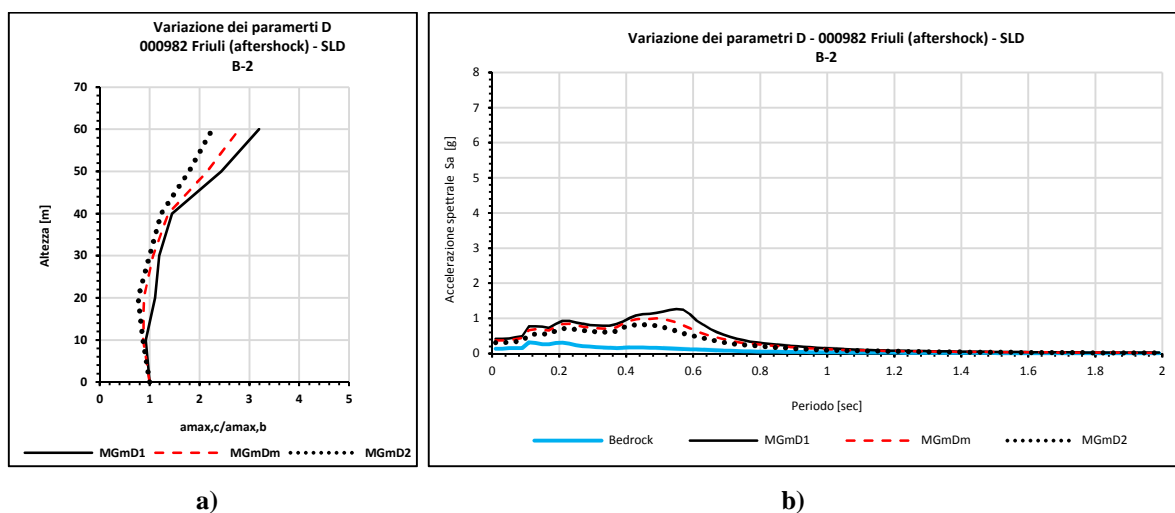 Variazione dei paramerti D
000982 Friuli (aftershock) - SLD
B-2
Altezza [m]
70
60
50
40
30
20
10
0
0 1 2 3 4 5
amax,c/amax,b
MGmD1 MGmDm MGmD2
a)
Variazione dei parametri D - 000982 Friuli (aftershock) - SLD
B-2
Accelerazione spettrale Sa [g]
8
7
6
5
4
3
2
1
0
0 0.2 0.4 0.6 0.8 1 1.2 1.4 1.6 1.8 2
Periodo [sec]
Bedrock MGmD1 MGmDm MGmD2
b)